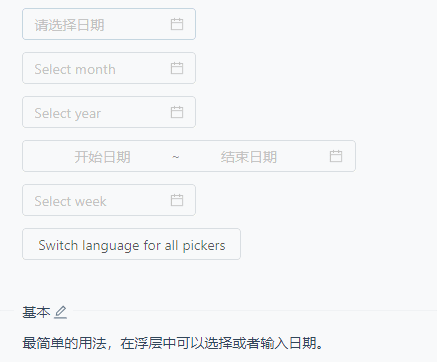 请选择日期
Select month
Select year
开始日期 ~ 结束日期
Select week
Switch language for all pickers
基本
最简单的用法，在浮层中可以选择或者输入日期。